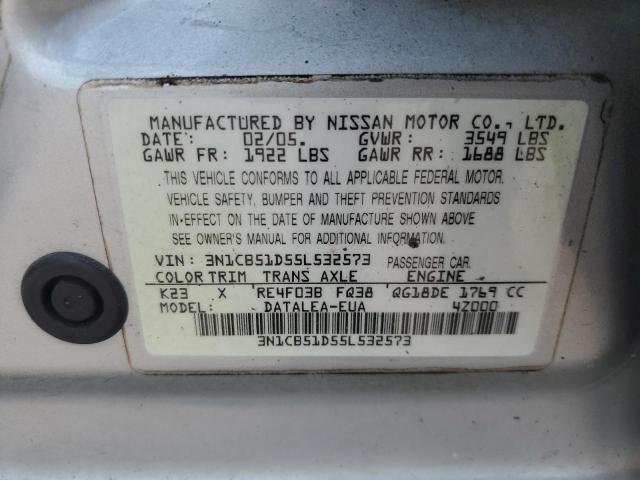 MANUFACTURED BY NISSAN MOTOR CO., LTD.
DATE: 02/05. GVWR: 3549 LBS
GAWR FR: 1922 LBS GAWR RR: 1688 LBS
THIS VEHICLE CONFORMS TO ALL APPLICABLE FEDERAL MOTOR
VEHICLE SAFETY, BUMPER AND THEFT PREVENTION STANDARDS
IN EFFECT ON THE DATE OF MANUFACTURE SHOWN ABOVE
SEE OWNER'S MANUAL FOR ADDITIONAL INFORMATION
VIN: 3N1CB51D55L532573 PASSENGER CAR
COLOR TRIM TRANS AXLE ENGINE
K23 X RE4F03B FQ38 QG18DE 1769 CC
MODEL: DATALEA-EUA 4Z000
3N1CB51D55L532573